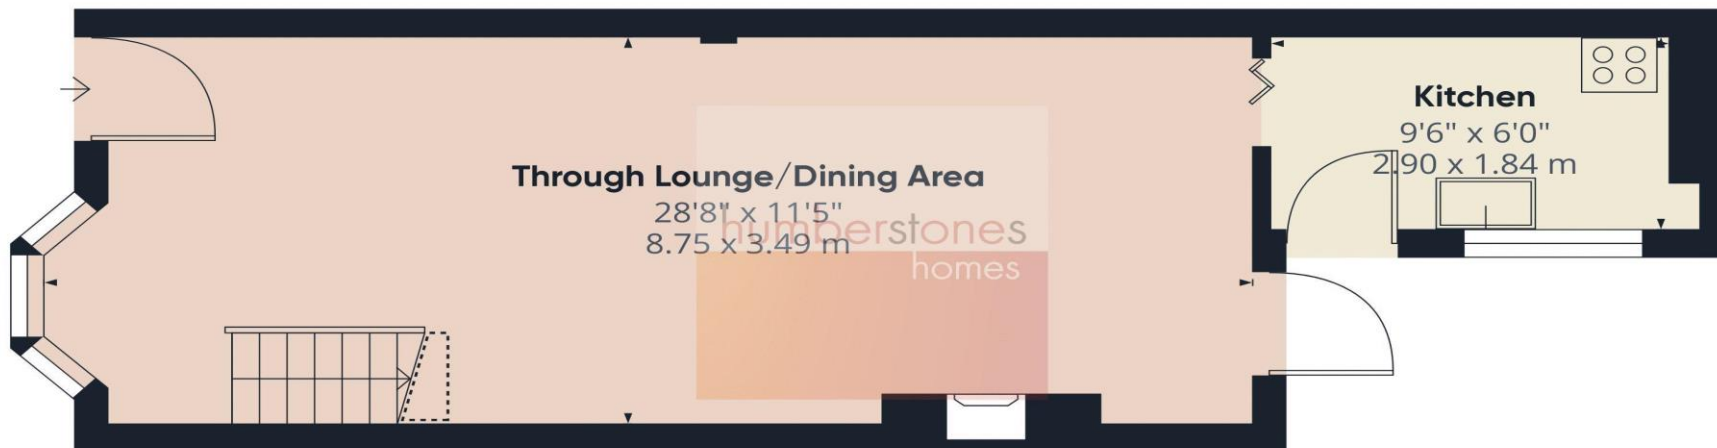 Through Lounge/Dining Area
28'8" x 11'5"
8.75 x 3.49 m
humberstones
homes
Kitchen
9'6" x 6'0"
2.90 x 1.84 m